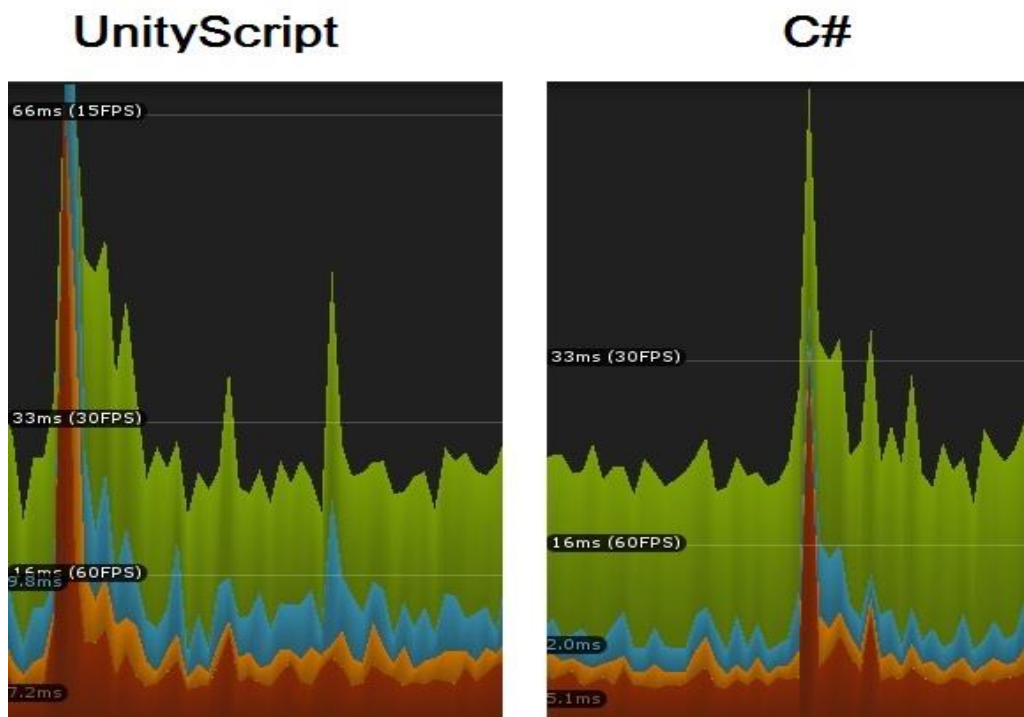 UnityScript
C#
66ms (15FPS)
33ms (30FPS)
16ms (60FPS)
9.8ms
7.2ms
33ms (30FPS)
16ms (60FPS)
2.0ms
5.1ms